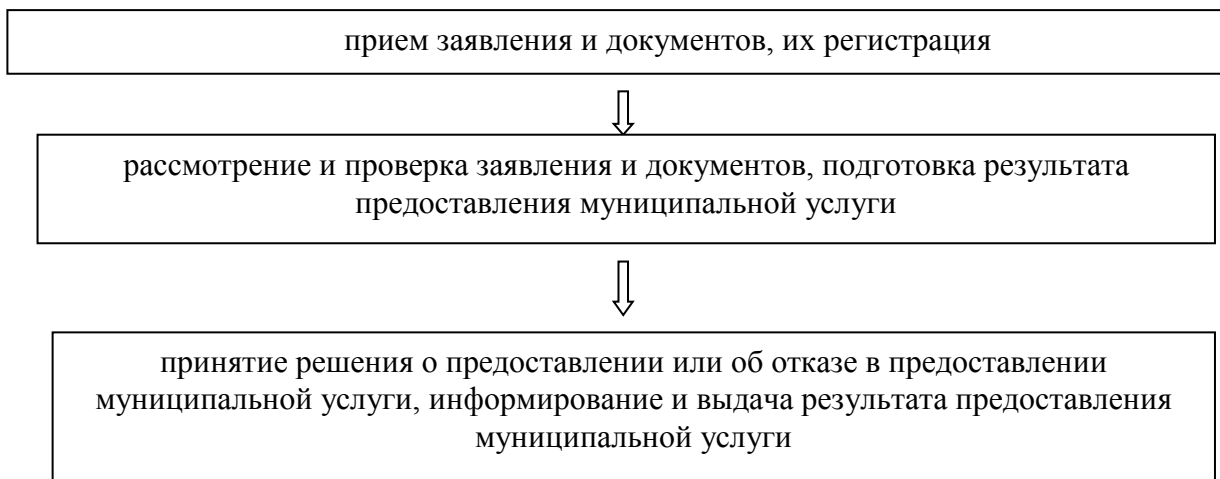 прием заявления и документов, их регистрация
рассмотрение и проверка заявления и документов, подготовка результата
предоставления муниципальной услуги
принятие решения о предоставлении или об отказе в предоставлении
муниципальной услуги, информирование и выдача результата предоставления
муниципальной услуги